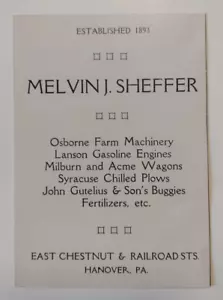 ESTABLISHED 1891
MELVIN J. SHEFFER
Osborne Farm Machinery
Lanson Gasoline Engines
Milburn and Acme Wagons
Syracuse Chilled Plows
John Gutelius & Son's Buggies
Fertilizers, etc.
EAST CHESTNUT & RAILROAD STS.
HANOVER, PA.